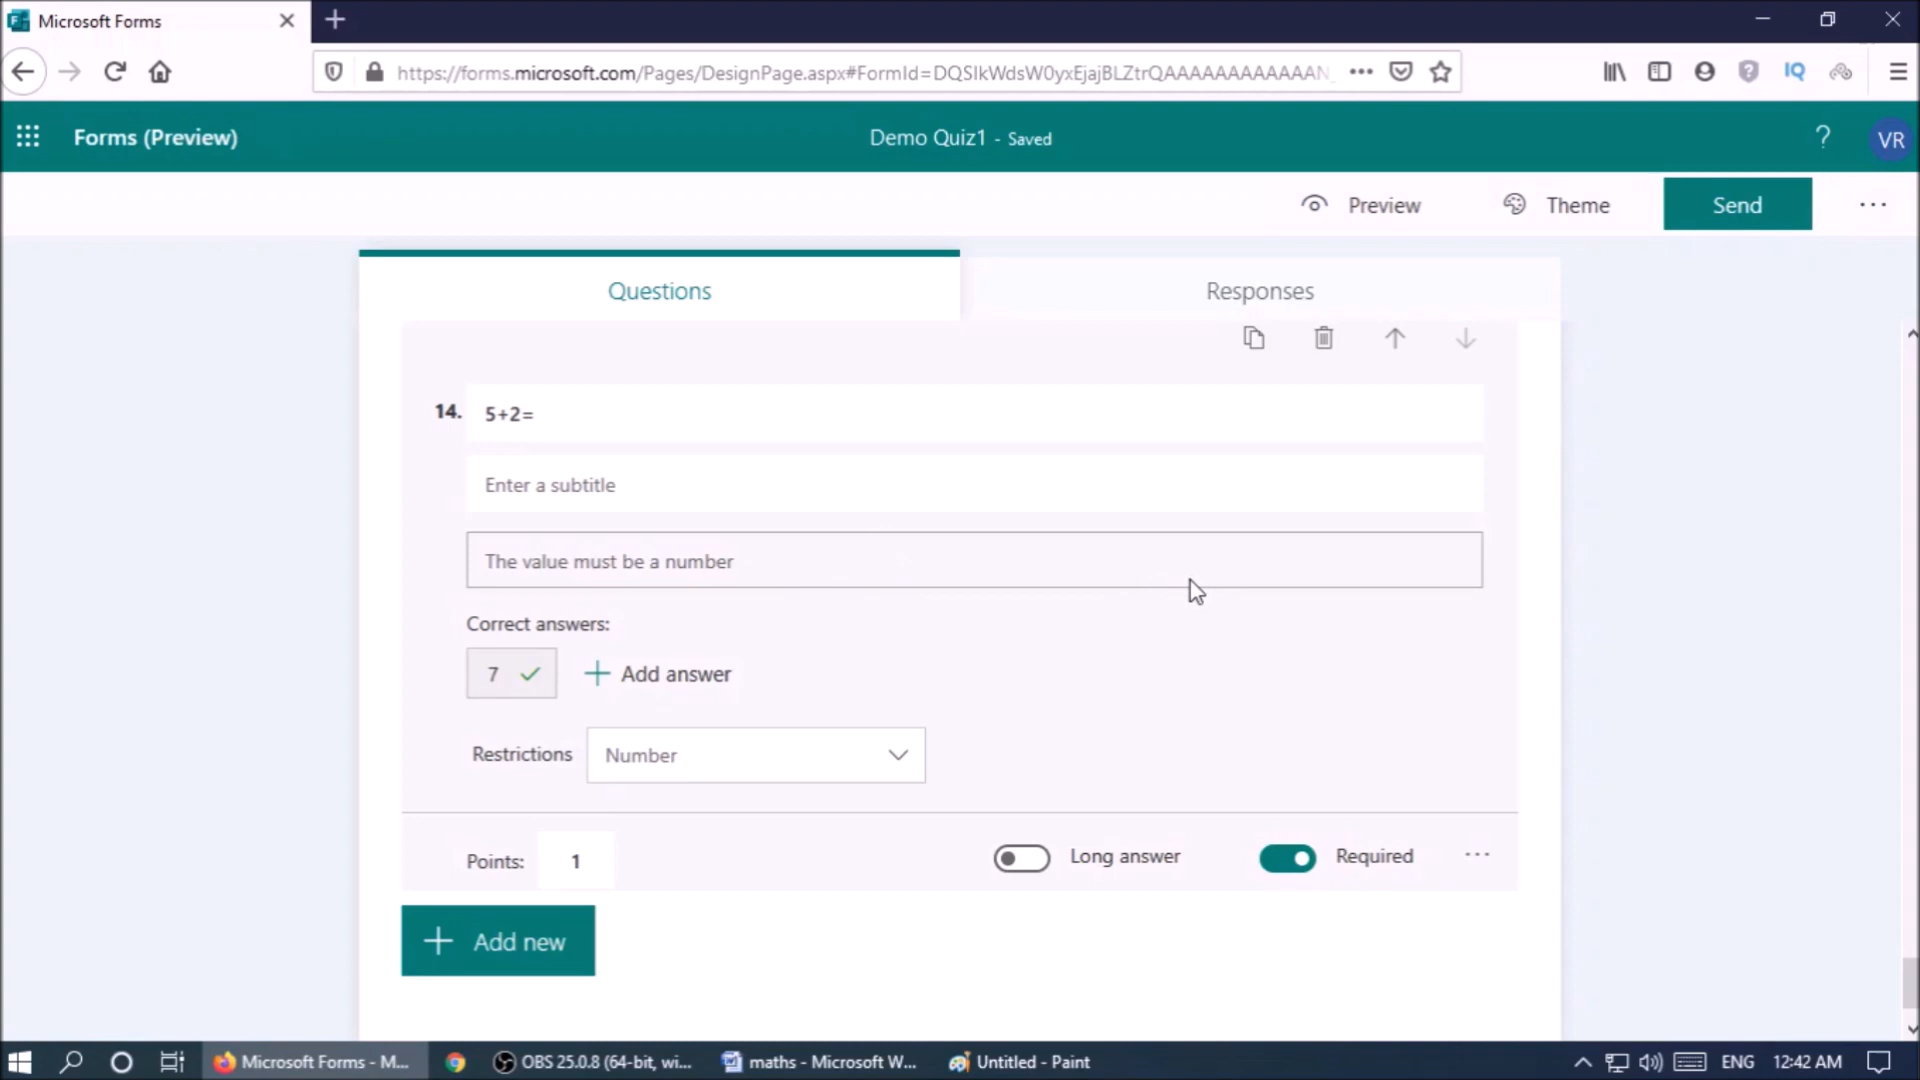 Microsoft Forms
https://forms.microsoft.com/Pages/DesignPage.aspx#FormId=DQSIkWdsW0yxEjajBLZtrQAAAAAAAAAAAAN_
IQ
Forms (Preview)
Demo Quiz1 - Saved
?
VR
Preview
Theme
Send
Questions
Responses
14. 5+2=
Enter a subtitle
The value must be a number
Correct answers:
7
Add answer
Restrictions
Number
Points: 1
Long answer
Required
Add new
Microsoft Forms - M...
OBS 25.0.8 (64-bit, wi...
maths - Microsoft W...
Untitled - Paint
ENG
12:42 AM